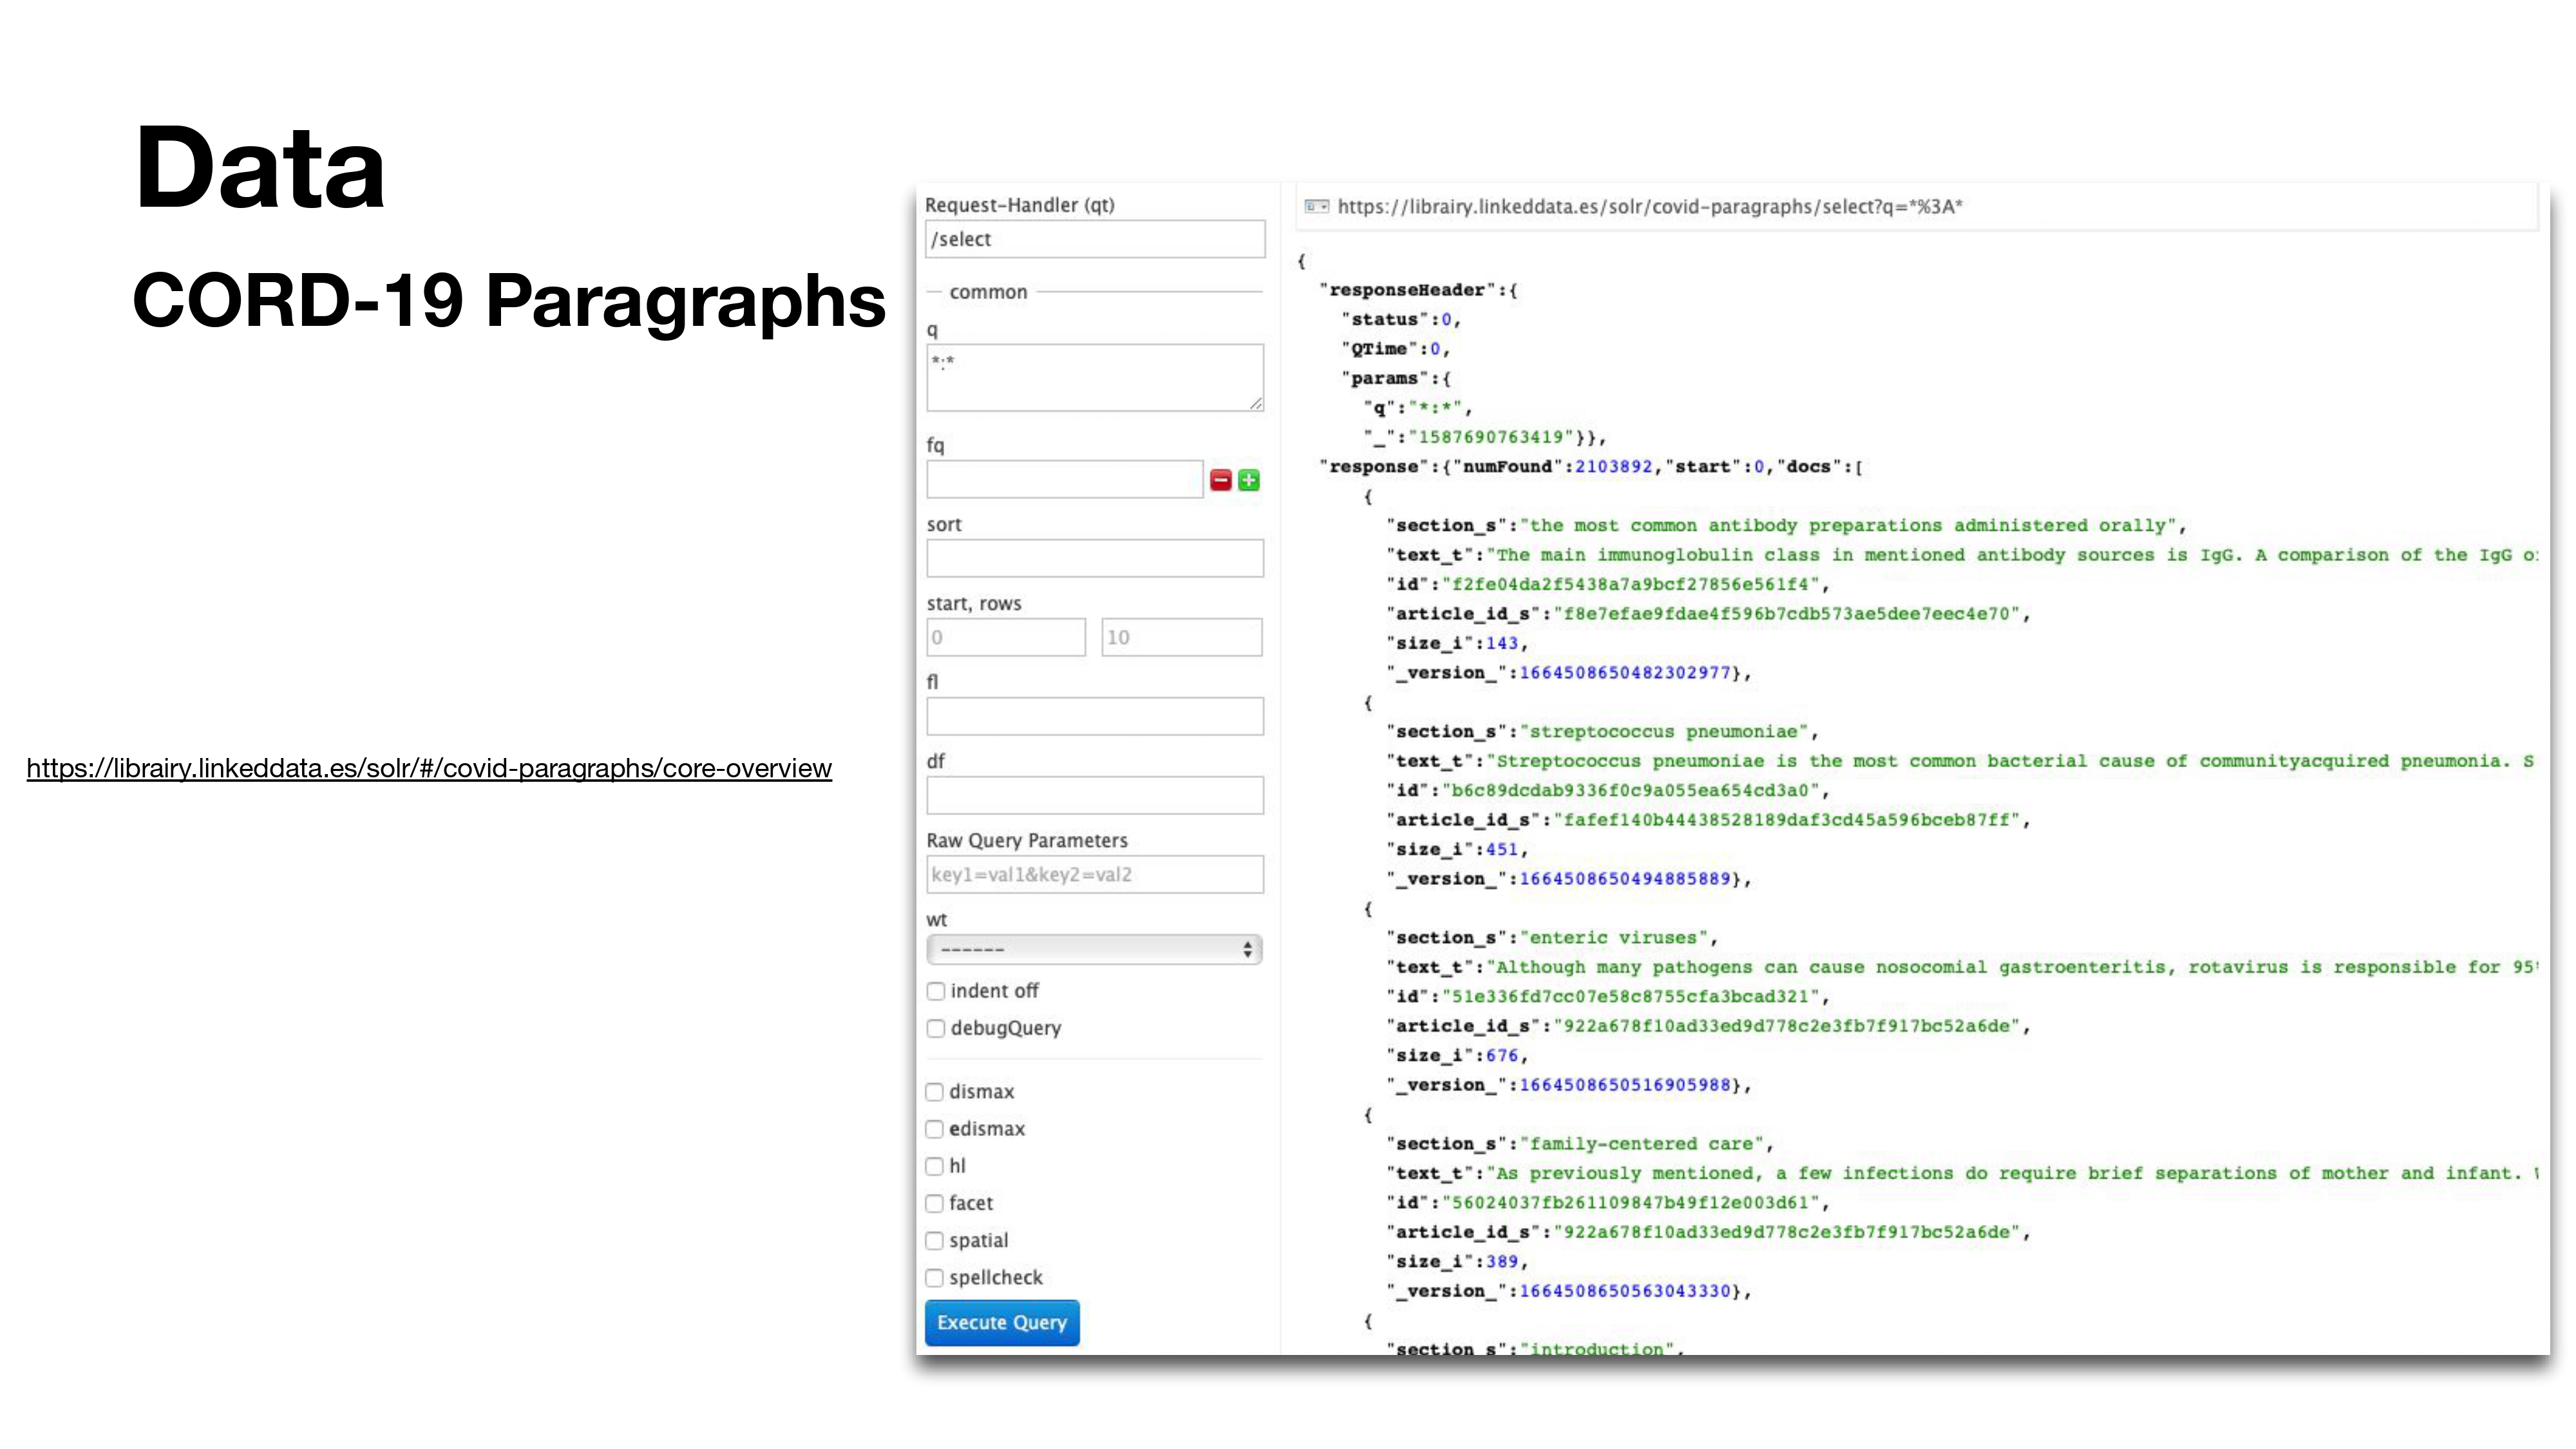 Data
CORD-19 Paragraphs
https://librairy.linkeddata.es/solr/#/covid-paragraphs/core-overview
Request-Handler (qt)
/select
common
q
*:*
fq
sort
start, rows
0 10
fl
df
Raw Query Parameters
key1=val1&key2=val2
wt
------
indent off
debugQuery
dismax
edismax
hl
facet
spatial
spellcheck
Execute Query
https://librairy.linkeddata.es/solr/covid-paragraphs/select?q=*%3A*
{
"responseHeader":{
"status":0,
"QTime":0,
"params":{
"q":"*:*",
"_":"1587690763419"}},
"response":{"numFound":2103892,"start":0,"docs":[
{
"section_s":"the most common antibody preparations administered orally",
"text_t":"The main immunoglobulin class in mentioned antibody sources is IgG. A comparison of the IgG
"id":"f2fe04da2f5438a7a9bcf27856e561f4",
"article_id_s":"f8e7efae9fdae4f596b7cdb573ae5dee7eec4e70",
"size_i":143,
"_version_":1664508650482302977},
{
"section_s":"streptococcus pneumoniae",
"text_t":"Streptococcus pneumoniae is the most common bacterial cause of communityacquired pneumonia. S
"id":"b6c89dcdab9336f0c9a055ea654cd3a0",
"article_id_s":"fafef140b44438528189daf3cd45a596bceb87ff",
"size_i":451,
"_version_":1664508650494885889},
{
"section_s":"enteric viruses",
"text_t":"Although many pathogens can cause nosocomial gastroenteritis, rotavirus is responsible for 95
"id":"51e336fd7cc07e58c8755cfa3bcad321",
"article_id_s":"922a678f10ad33ed9d778c2e3fb7f917bc52a6de",
"size_i":676,
"_version_":1664508650516905988},
{
"section_s":"family-centered care",
"text_t":"As previously mentioned, a few infections do require brief separations of mother and infant.
"id":"56024037fb261109847b49f12e003d61",
"article_id_s":"922a678f10ad33ed9d778c2e3fb7f917bc52a6de",
"size_i":389,
"_version_":1664508650563043330},
{
"section_s":"introduction",